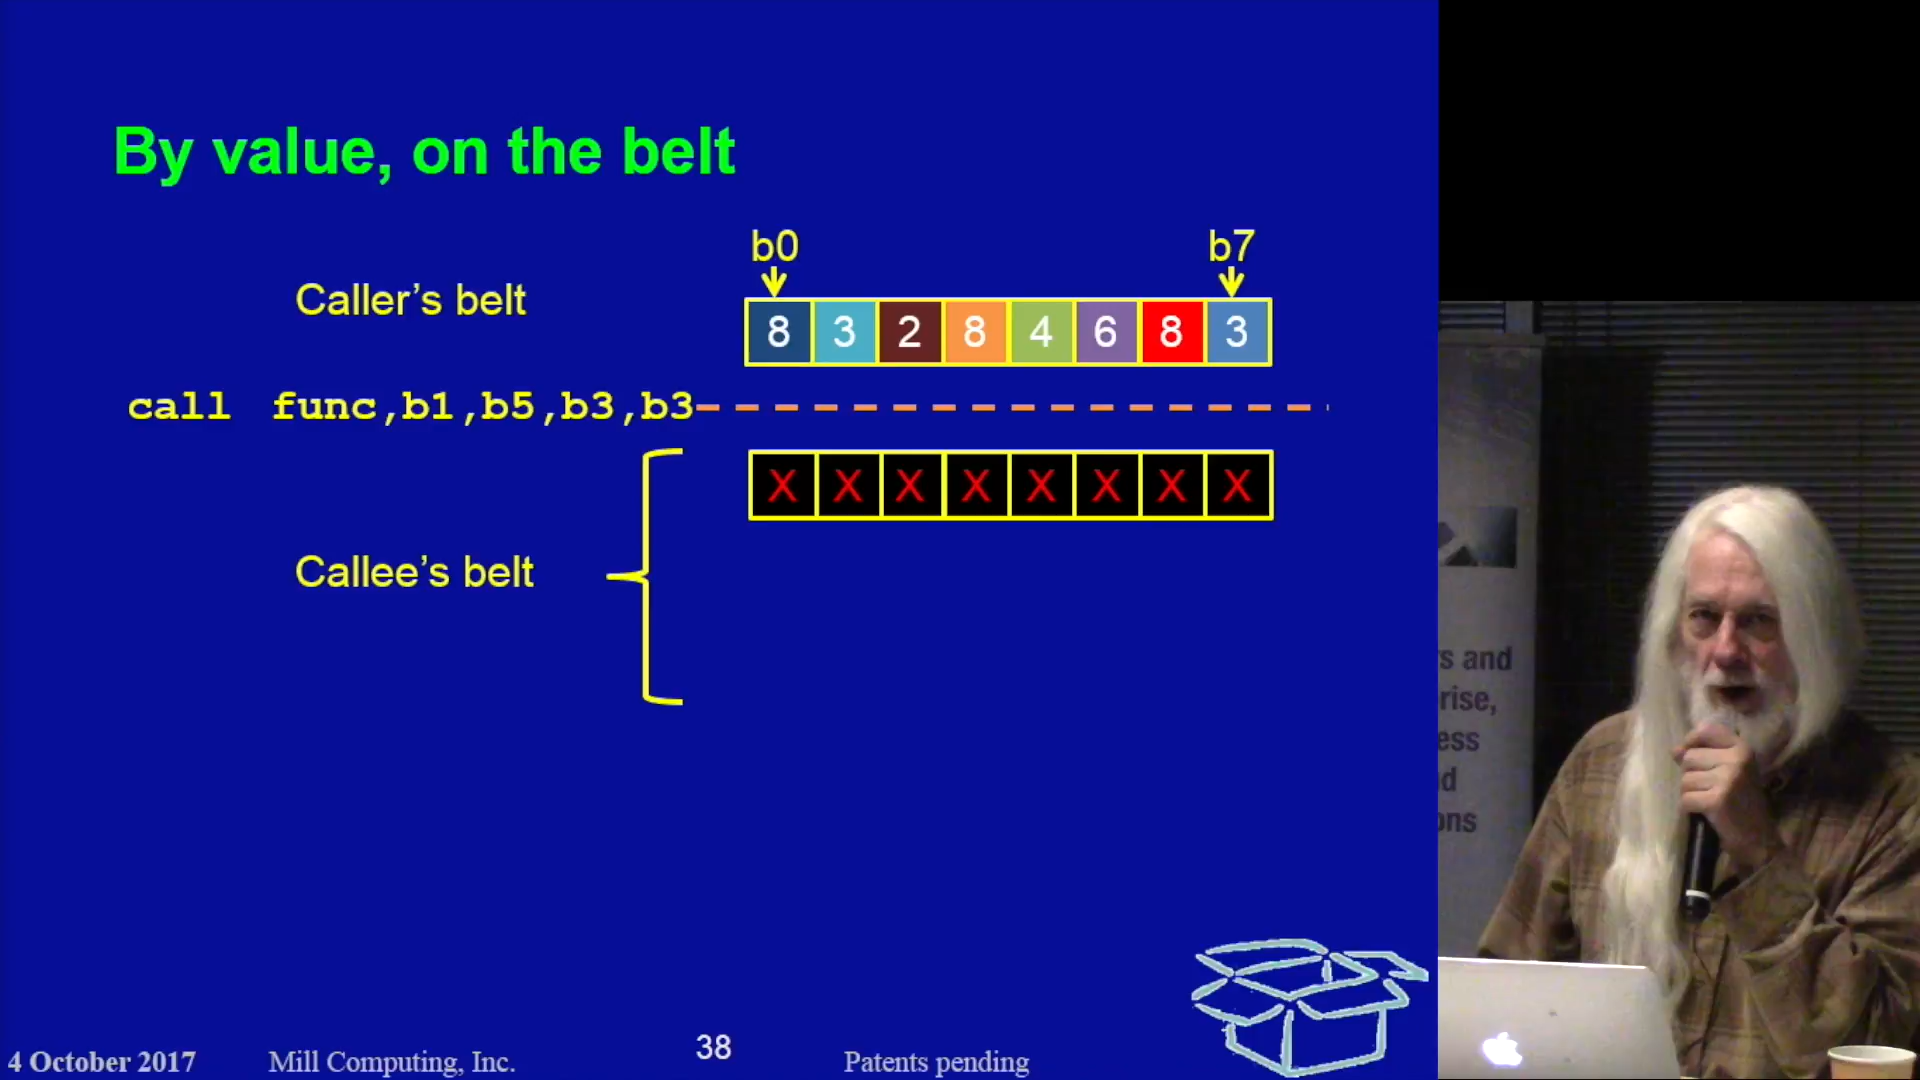 By value, on the belt
b0 b7
Caller's belt
8 3 2 8 4 6 8 3
call func,b1,b5,b3,b3
X X X X X X X X
Callee's belt
4 October 2017 Mill Computing, Inc. 38 Patents pending
s and
rise,
ess
d
ons